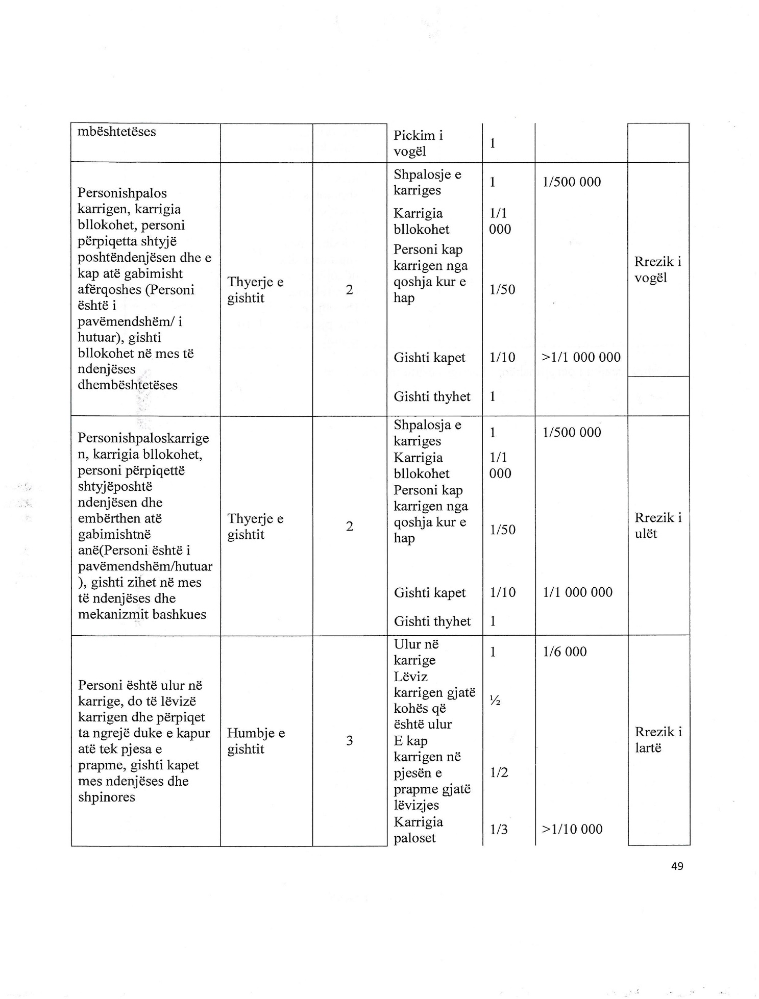 mbështetëses
Pickim i
vogël
1
Personishpalos
karrigen, karrigia
bllokohet, personi
përpiqetta shtyjë
poshtëndenjësen dhe e
kap atë gabimisht
afërqoshes (Personi
është i
pavëmendshëm/ i
hutuar), gishti
bllokohet në mes të
ndenjëses
dhembështetëses
Thyerje e
gishtit
2
Shpalosje e
karriges
1
1/500 000
Karrigia
bllokohet
1/1
000
Personi kap
karrigen nga
qoshja kur e
hap
1/50
Gishti kapet
1/10
>1/1 000 000
Gishti thyhet
1
Rrezik i
vogël
Personishpaloskarrige
n, karrigia bllokohet,
personi përpiqettë
shtyjëposhtë
ndenjësen dhe
embërthen atë
gabimishtnë
anë(Personi është i
pavëmendshëm/hutuar
), gishti zihet në mes
të ndenjëses dhe
mekanizmit bashkues
Thyerje e
gishtit
2
Shpalosja e
karriges
1
1/500 000
Karrigia
bllokohet
1/1
000
Personi kap
karrigen nga
qoshja kur e
hap
1/50
Gishti kapet
1/10
1/1 000 000
Gishti thyhet
1
Rrezik i
ulët
Personi është ulur në
karrige, do të lëvizë
karrigen dhe përpiqet
ta ngrejë duke e kapur
atë tek pjesa e
prapme, gishti kapet
mes ndenjëses dhe
shpinores
Humbje e
gishtit
3
Ulur në
karrige
1
1/6 000
Lëviz
karrigen gjatë
kohës që
është ulur
½
E kap
karrigen në
pjesën e
prapme gjatë
lëvizjes
1/2
Karrigia
paloset
1/3
>1/10 000
Rrezik i
lartë
49